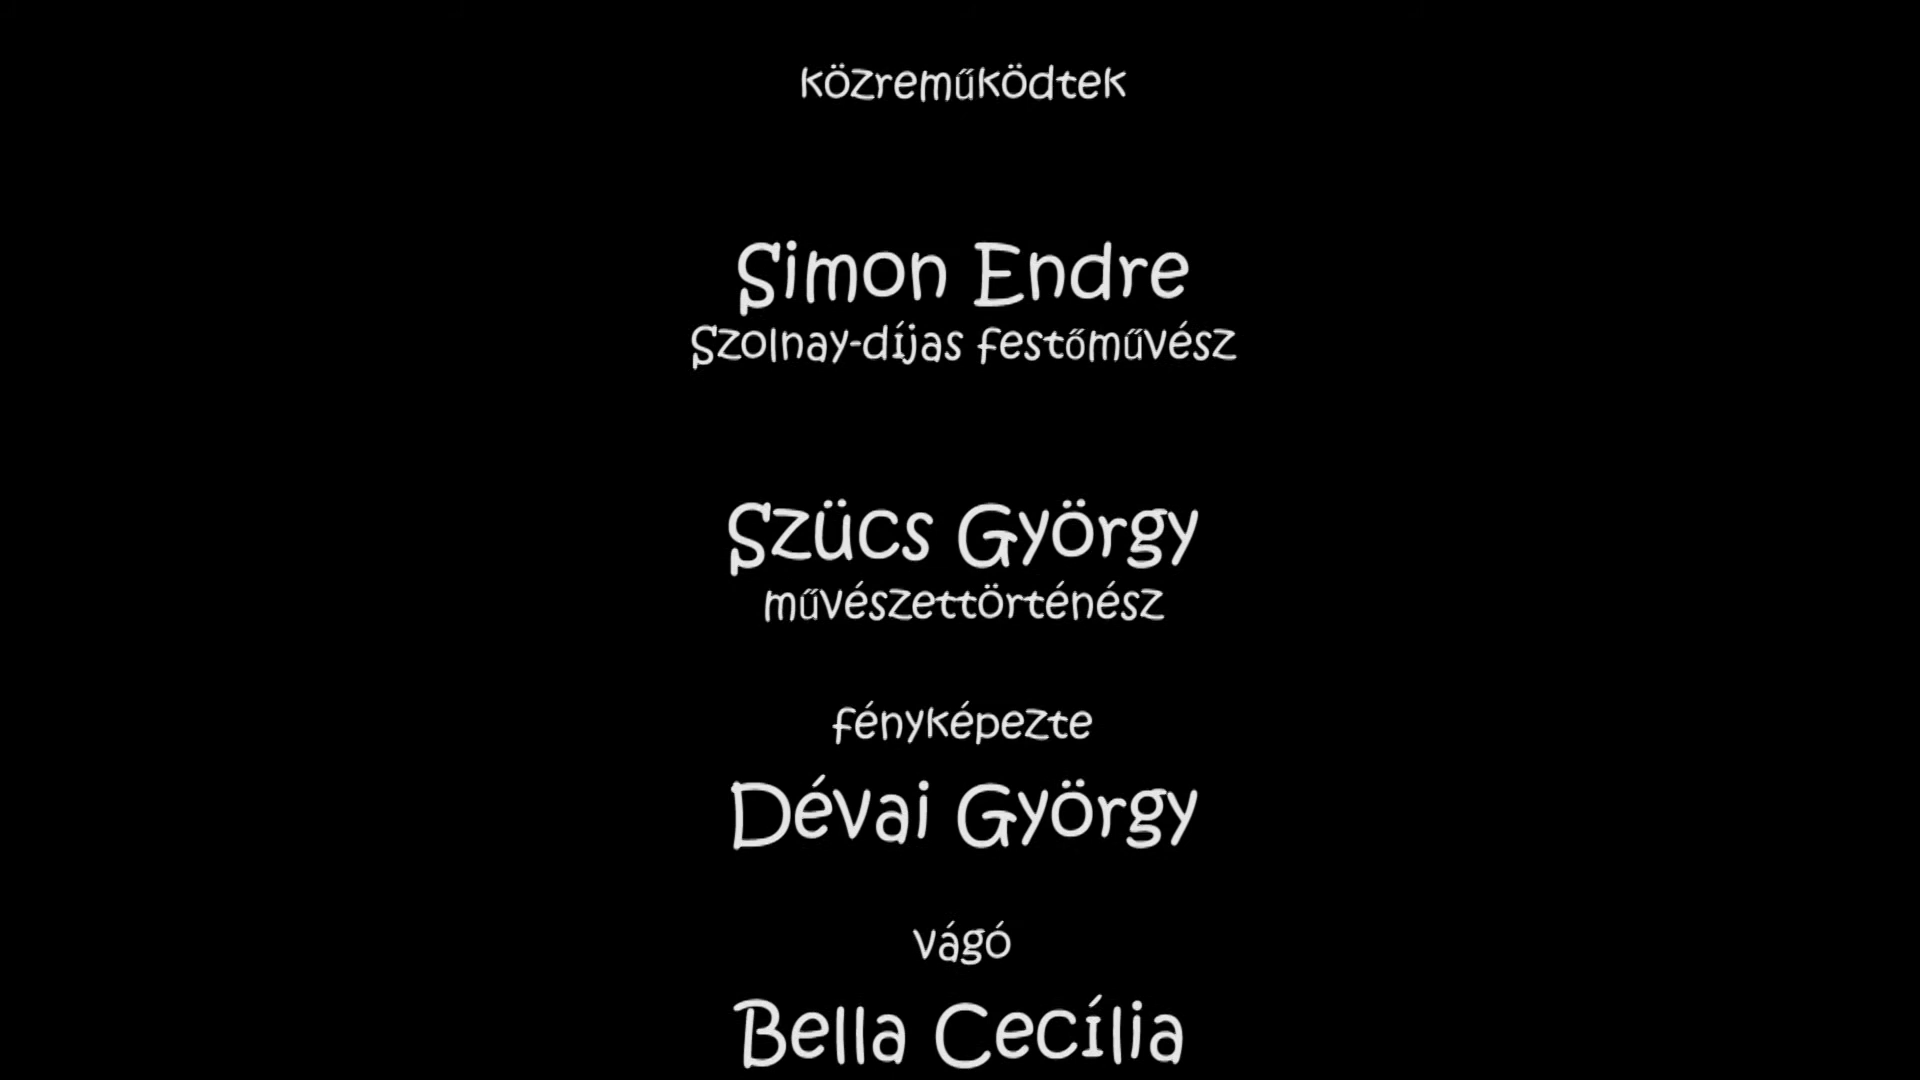 közreműködtek
Simon Endre
Szolnay-díjas festőművész
Szücs György
művészettörténész
fényképezte
Dévai György
vágó
Bella Cecília